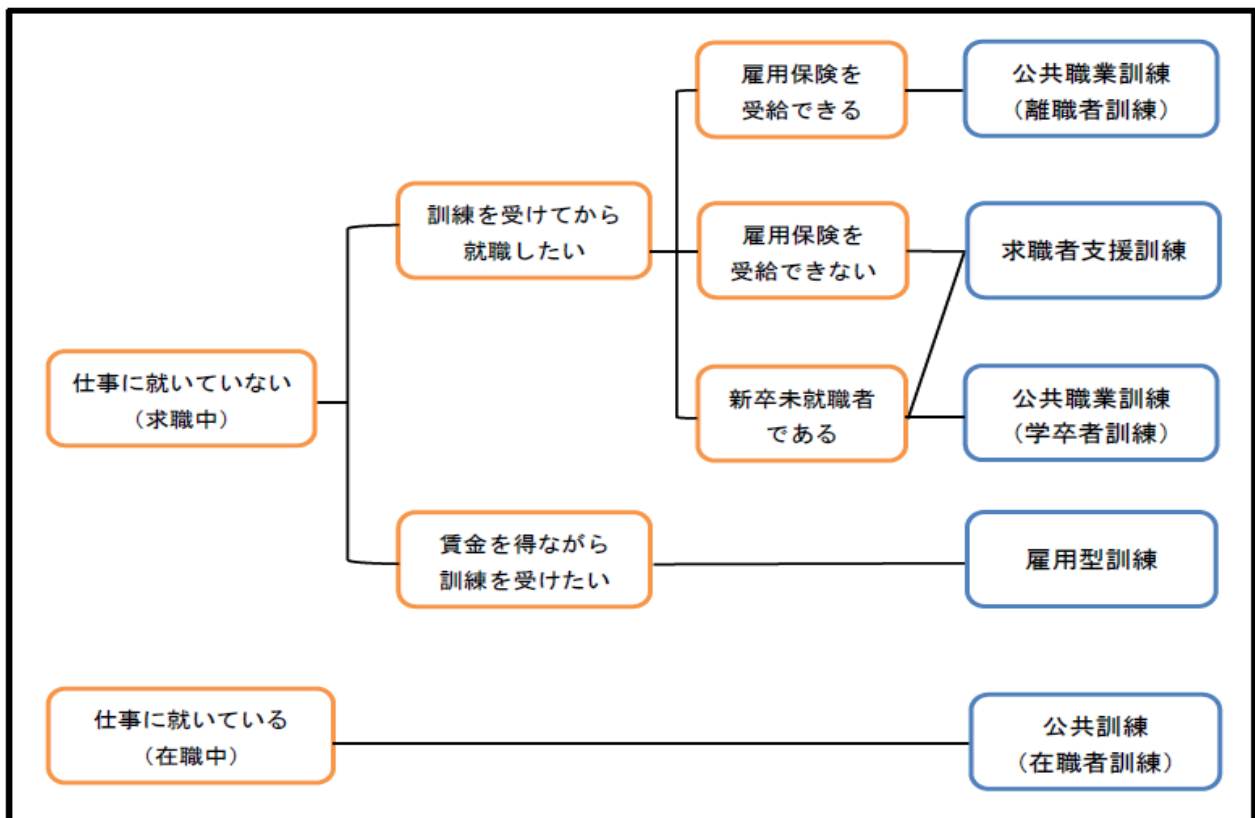 雇用保険を
受給できる
公共職業訓練
（離職者訓練）
訓練を受けてから
就職したい
雇用保険を
受給できない
求職者支援訓練
仕事に就いていない
（求職中）
新卒未就職者
である
公共職業訓練
（学卒者訓練）
賃金を得ながら
訓練を受けたい
雇用型訓練
仕事に就いている
（在職中）
公共訓練
（在職者訓練）